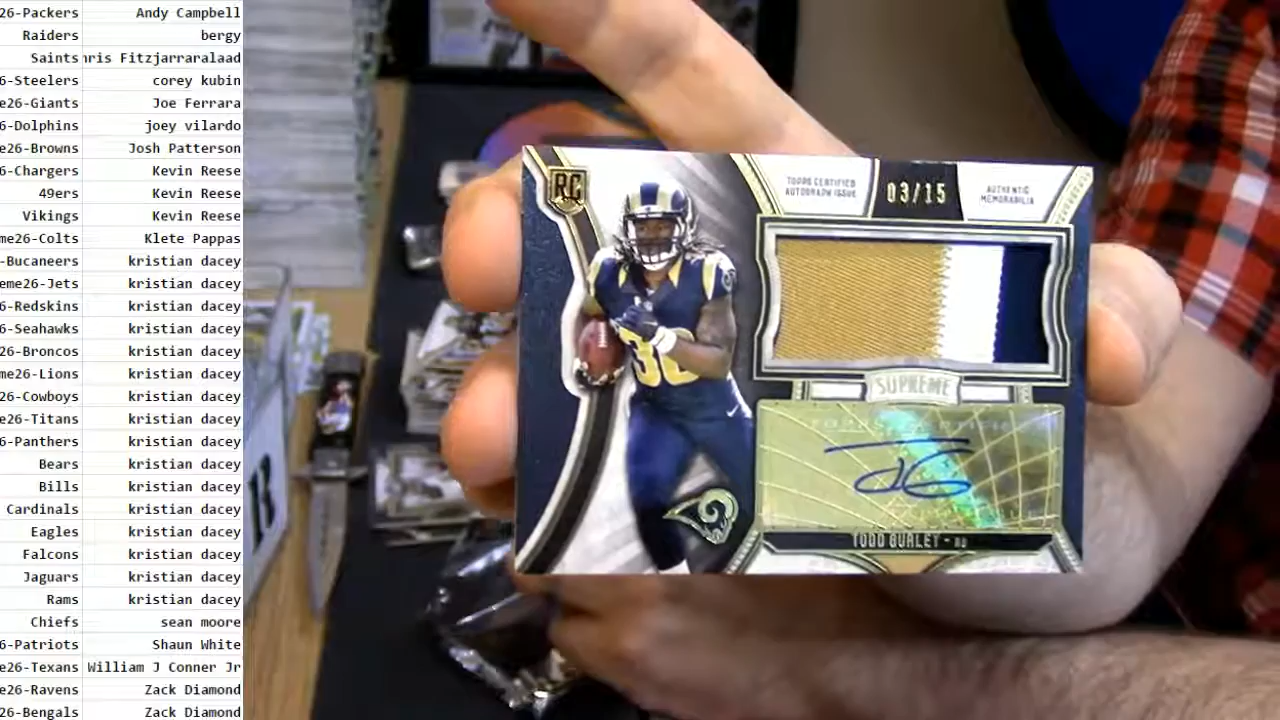 26-Packers Andy Campbell
Raiders bergy
Saints hris Fitzjarraralaad
6-Steelers corey kubin
e26-Giants Joe Ferrara
6-Dolphins joey vilardo
me26-Browns Josh Patterson
6-Chargers Kevin Reese
49ers Kevin Reese
Vikings Kevin Reese
me26-Colts Klete Pappas
-Bucaneers kristian dacey
eme26-Jets kristian dacey
6-Redskins kristian dacey
6-Seahawks kristian dacey
26-Broncos kristian dacey
me26-Lions kristian dacey
26-Cowboys kristian dacey
e26-Titans kristian dacey
6-Panthers kristian dacey
Bears kristian dacey
Bills kristian dacey
Cardinals kristian dacey
Eagles kristian dacey
Falcons kristian dacey
Jaguars kristian dacey
Rams kristian dacey
Chiefs sean moore
6-Patriots Shaun White
e26-Texans William J Conner Jr
e26-Ravens Zack Diamond
26-Bengals Zack Diamond
RC
TOPPS CERTIFIED
AUTOGRAPH ISSUE
03/15
AUTHENTIC
MEMORABILIA
30
SUPREME
TODD GURLEY - RB